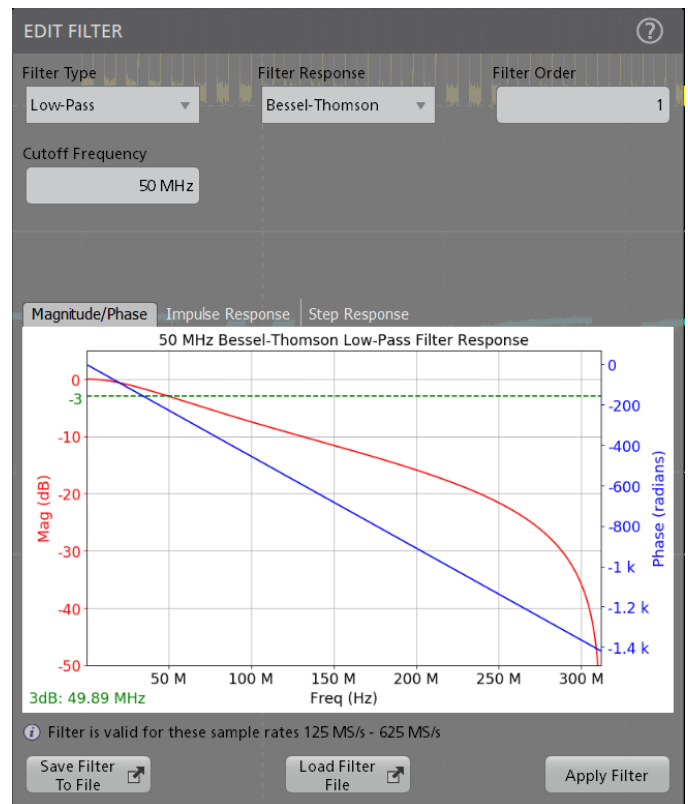 EDIT FILTER ?
Filter Type Filter Response Filter Order
Low-Pass Bessel-Thomson 1
Cutoff Frequency
50 MHz
Magnitude/Phase Impulse Response Step Response
50 MHz Bessel-Thomson Low-Pass Filter Response
0
-3
-10
-20
-30
-40
-50
Mag (dB)
0
-200
-400
-600
-800
-1 k
-1.2 k
-1.4 k
Phase (radians)
50 M 100 M 150 M 200 M 250 M 300 M
3dB: 49.89 MHz Freq (Hz)
i Filter is valid for these sample rates 125 MS/s - 625 MS/s
Save Filter
To File
Load Filter
File
Apply Filter